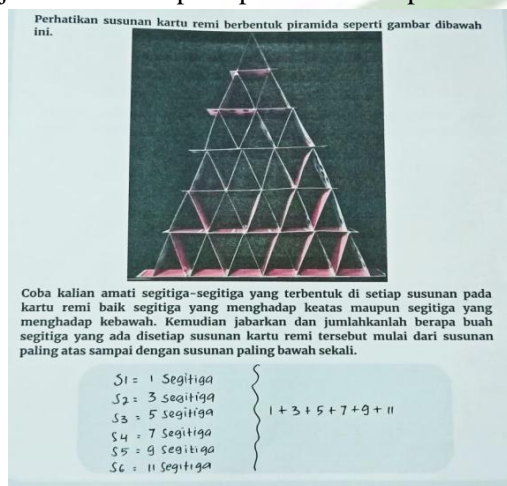 Perhatikan susunan kartu remi berbentuk piramida seperti gambar dibawah
ini.
Coba kalian amati segitiga-segitiga yang terbentuk di setiap susunan pada
kartu remi baik segitiga yang menghadap keatas maupun segitiga yang
menghadap kebawah. Kemudian jabarkan dan jumlahkanlah berapa buah
segitiga yang ada disetiap susunan kartu remi tersebut mulai dari susunan
paling atas sampai dengan susunan paling bawah sekali.
S1 = 1 Segitiga
S2 = 3 segitiga
S3 = 5 segitiga
S4 = 7 Segitiga
S5 = 9 Segitiga
S6 = 11 Segitiga
1 + 3 + 5 + 7 + 9 + 11